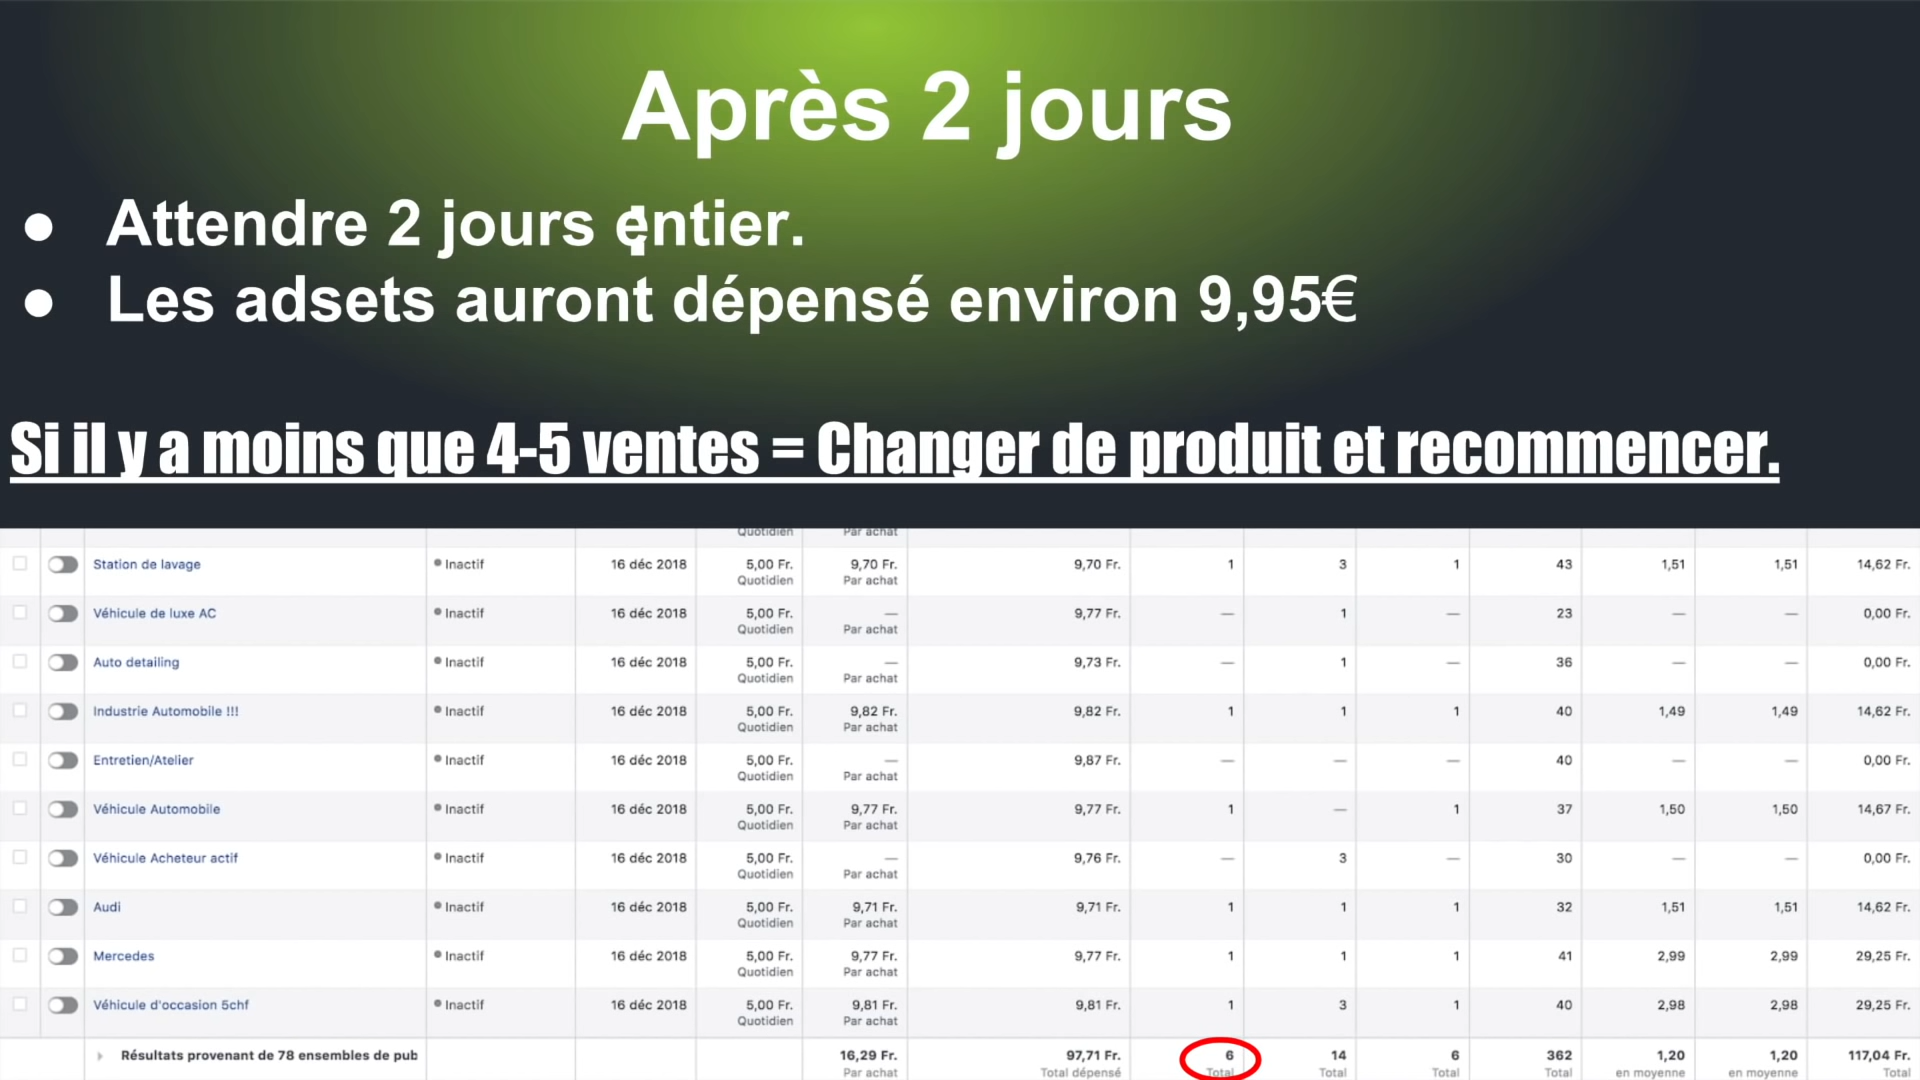 Après 2 jours
● Attendre 2 jours entier.
● Les adsets auront dépensé environ 9,95€
Si il y a moins que 4-5 ventes = Changer de produit et recommencer.
Quotidien Par achat
Station de lavage Inactif 16 déc 2018 5,00 Fr. 9,70 Fr. 9,70 Fr. 1 3 1 43 1,51 1,51 14,62 Fr.
Quotidien Par achat
Véhicule de luxe AC Inactif 16 déc 2018 5,00 Fr. — 9,77 Fr. — 1 — 23 — — 0,00 Fr.
Quotidien Par achat
Auto detailing Inactif 16 déc 2018 5,00 Fr. — 9,73 Fr. — 1 — 36 — — 0,00 Fr.
Quotidien Par achat
Industrie Automobile !!! Inactif 16 déc 2018 5,00 Fr. 9,82 Fr. 9,82 Fr. 1 1 1 40 1,49 1,49 14,62 Fr.
Quotidien Par achat
Entretien/Atelier Inactif 16 déc 2018 5,00 Fr. — 9,87 Fr. — — — 40 — — 0,00 Fr.
Quotidien Par achat
Véhicule Automobile Inactif 16 déc 2018 5,00 Fr. 9,77 Fr. 9,77 Fr. 1 — 1 37 1,50 1,50 14,67 Fr.
Quotidien Par achat
Véhicule Acheteur actif Inactif 16 déc 2018 5,00 Fr. — 9,76 Fr. — 3 — 30 — — 0,00 Fr.
Quotidien Par achat
Audi Inactif 16 déc 2018 5,00 Fr. 9,71 Fr. 9,71 Fr. 1 1 1 32 1,51 1,51 14,62 Fr.
Quotidien Par achat
Mercedes Inactif 16 déc 2018 5,00 Fr. 9,77 Fr. 9,77 Fr. 1 1 1 41 2,99 2,99 29,25 Fr.
Quotidien Par achat
Véhicule d'occasion 5chf Inactif 16 déc 2018 5,00 Fr. 9,81 Fr. 9,81 Fr. 1 3 1 40 2,98 2,98 29,25 Fr.
Quotidien Par achat
Résultats provenant de 78 ensembles de pub 16,29 Fr. 97,71 Fr. 6 14 6 362 1,20 1,20 117,04 Fr.
Par achat Total dépensé Total Total Total Total en moyenne en moyenne Total